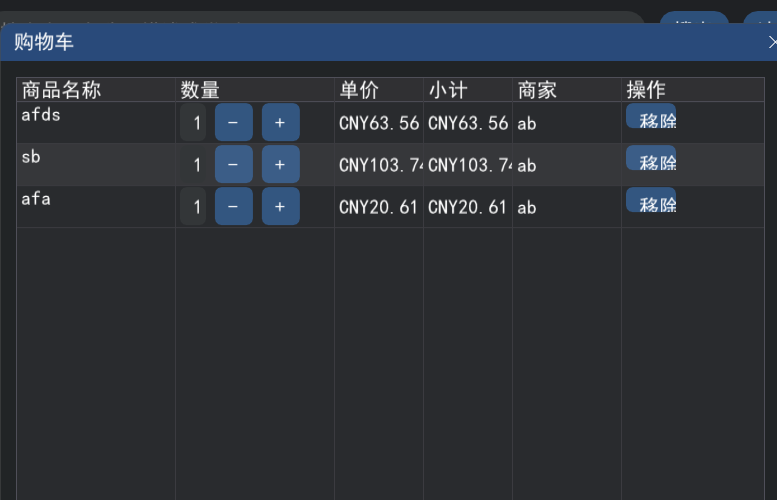 购物车
商品名称 数量 单价 小计 商家 操作
afds 1 - + CNY63.56 CNY63.56 ab 移除
sb 1 - + CNY103.74 CNY103.74 ab 移除
afa 1 - + CNY20.61 CNY20.61 ab 移除